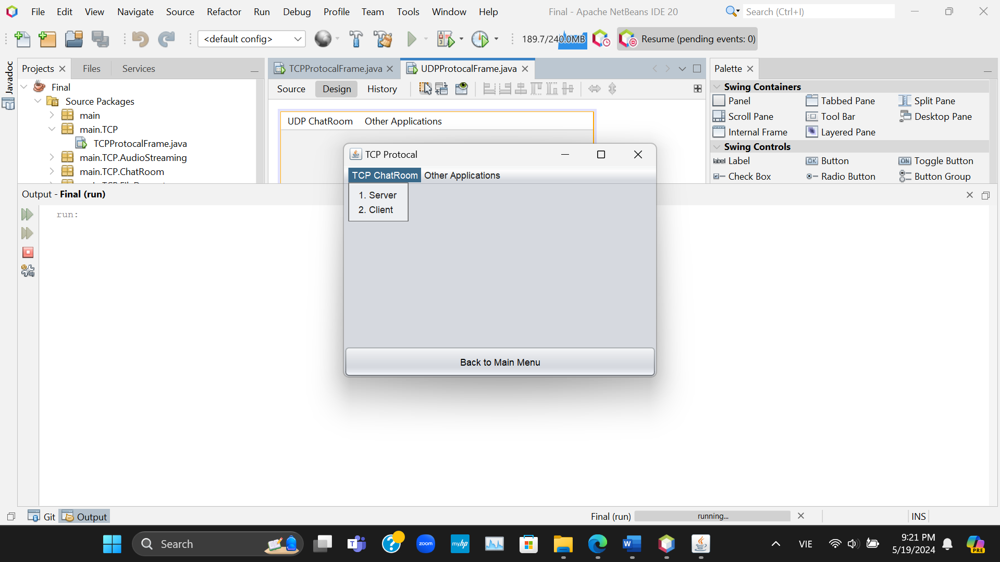 File Edit View Navigate Source Refactor Run Debug Profile Team Tools Window Help Final - Apache NetBeans IDE 20 Search (Ctrl+I)
<default config> 189.7/240.0MB Resume (pending events: 0)
Javadoc
Projects Files Services
Final
Source Packages
main
main.TCP
TCPProtocalFrame.java
main.TCP.AudioStreaming
main.TCP.ChatRoom
TCPProtocalFrame.java UDPProtocalFrame.java
Source Design History
UDP ChatRoom Other Applications
Palette
Swing Containers
Panel Tabbed Pane Split Pane
Scroll Pane Tool Bar Desktop Pane
Internal Frame Layered Pane
Swing Controls
label Label OK Button ON Toggle Button
Check Box Radio Button Button Group
Output - Final (run)
run:
TCP Protocal
TCP ChatRoom Other Applications
1. Server
2. Client
Back to Main Menu
Git Output Final (run) running... INS
Search zoom myhp VIE 9:21 PM
5/19/2024 PRE